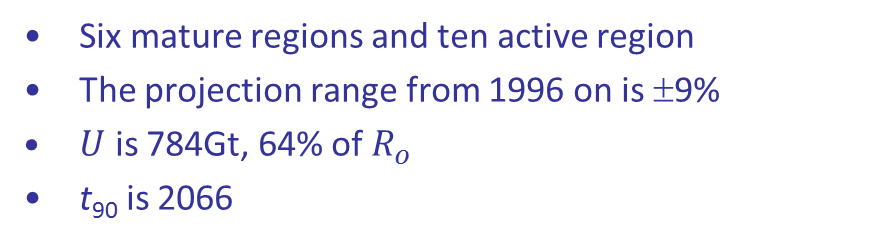 • Six mature regions and ten active region
• The projection range from 1996 on is ±9%
• U is 784Gt, 64% of Rₒ
• t₉₀ is 2066